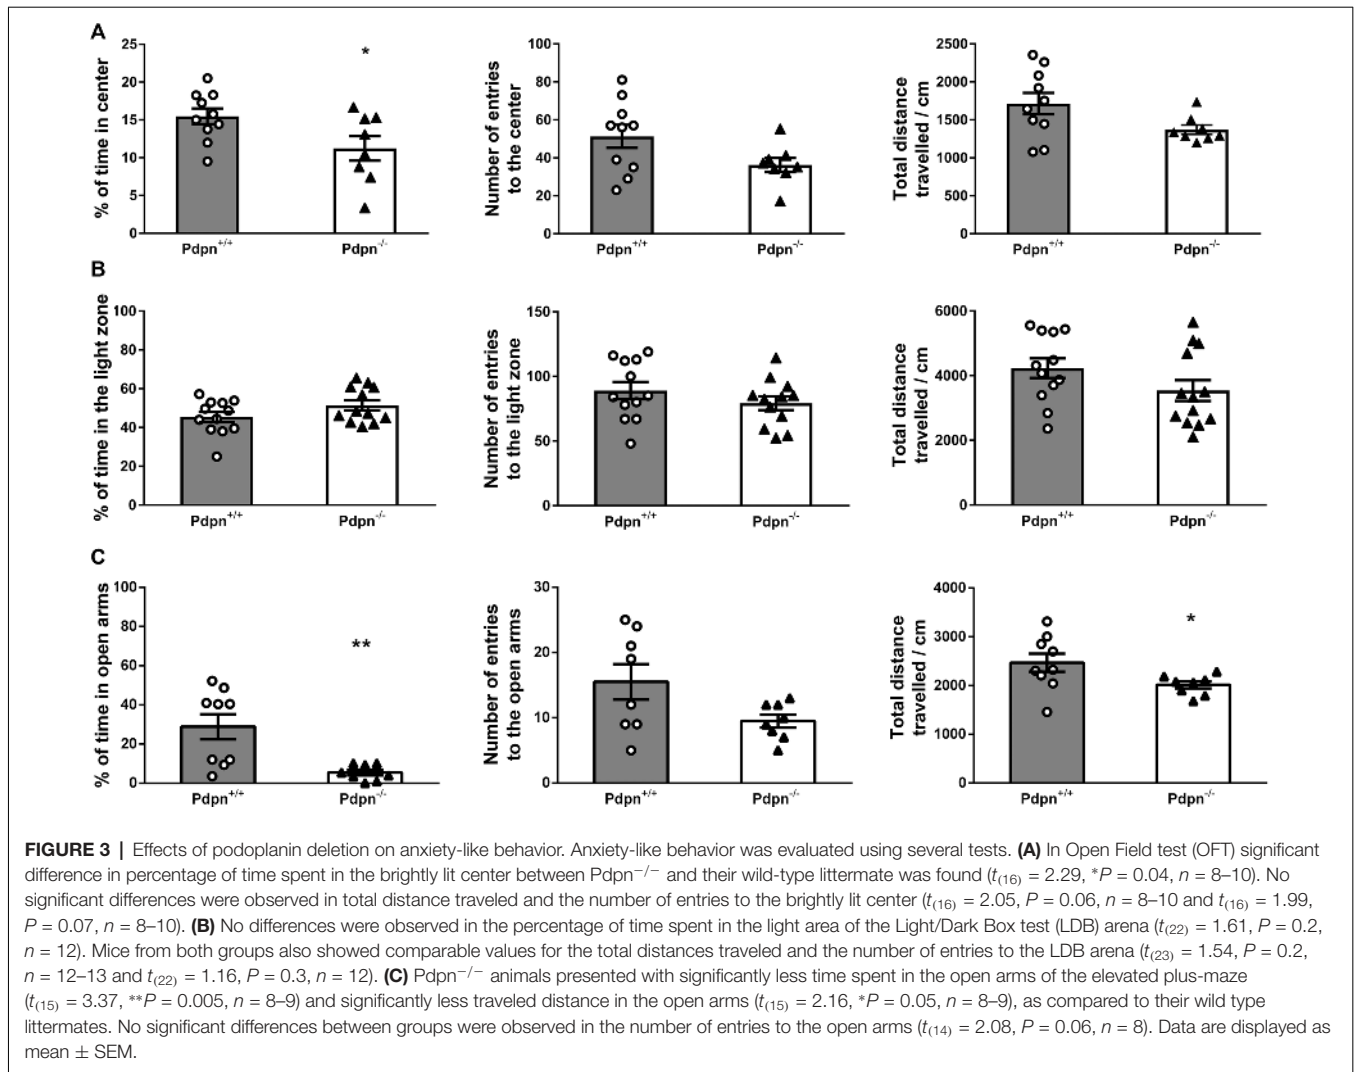 A
% of time in center
25
20
15
10
5
0
*
Pdpn+/+
Pdpn-/-
Number of entries
to the center
100
80
60
40
20
0
Pdpn+/+
Pdpn-/-
Total distance
travelled / cm
2500
2000
1500
1000
500
0
Pdpn+/+
Pdpn-/-
B
% of time in the light zone
100
80
60
40
20
0
Pdpn+/+
Pdpn-/-
Number of entries
to the light zone
150
100
50
0
Pdpn+/+
Pdpn-/-
Total distance
travelled / cm
6000
4000
2000
0
Pdpn+/+
Pdpn-/-
C
% of time in open arms
100
80
60
40
20
0
**
Pdpn+/+
Pdpn-/-
Number of entries
to the open arms
30
20
10
0
Pdpn+/+
Pdpn-/-
Total distance
travelled / cm
4000
3000
2000
1000
0
*
Pdpn+/+
Pdpn-/-
FIGURE 3 | Effects of podoplanin deletion on anxiety-like behavior. Anxiety-like behavior was evaluated using several tests. (A) In Open Field test (OFT) significant
difference in percentage of time spent in the brightly lit center between Pdpn−/− and their wild-type littermate was found (t(16) = 2.29, *P = 0.04, n = 8–10). No
significant differences were observed in total distance traveled and the number of entries to the brightly lit center (t(16) = 2.05, P = 0.06, n = 8–10 and t(16) = 1.99,
P = 0.07, n = 8–10). (B) No differences were observed in the percentage of time spent in the light area of the Light/Dark Box test (LDB) arena (t(22) = 1.61, P = 0.2,
n = 12). Mice from both groups also showed comparable values for the total distances traveled and the number of entries to the LDB arena (t(23) = 1.54, P = 0.2,
n = 12–13 and t(22) = 1.16, P = 0.3, n = 12). (C) Pdpn−/− animals presented with significantly less time spent in the open arms of the elevated plus-maze
(t(15) = 3.37, **P = 0.005, n = 8–9) and significantly less traveled distance in the open arms (t(15) = 2.16, *P = 0.05, n = 8–9), as compared to their wild type
littermates. No significant differences between groups were observed in the number of entries to the open arms (t(14) = 2.08, P = 0.06, n = 8). Data are displayed as
mean ± SEM.